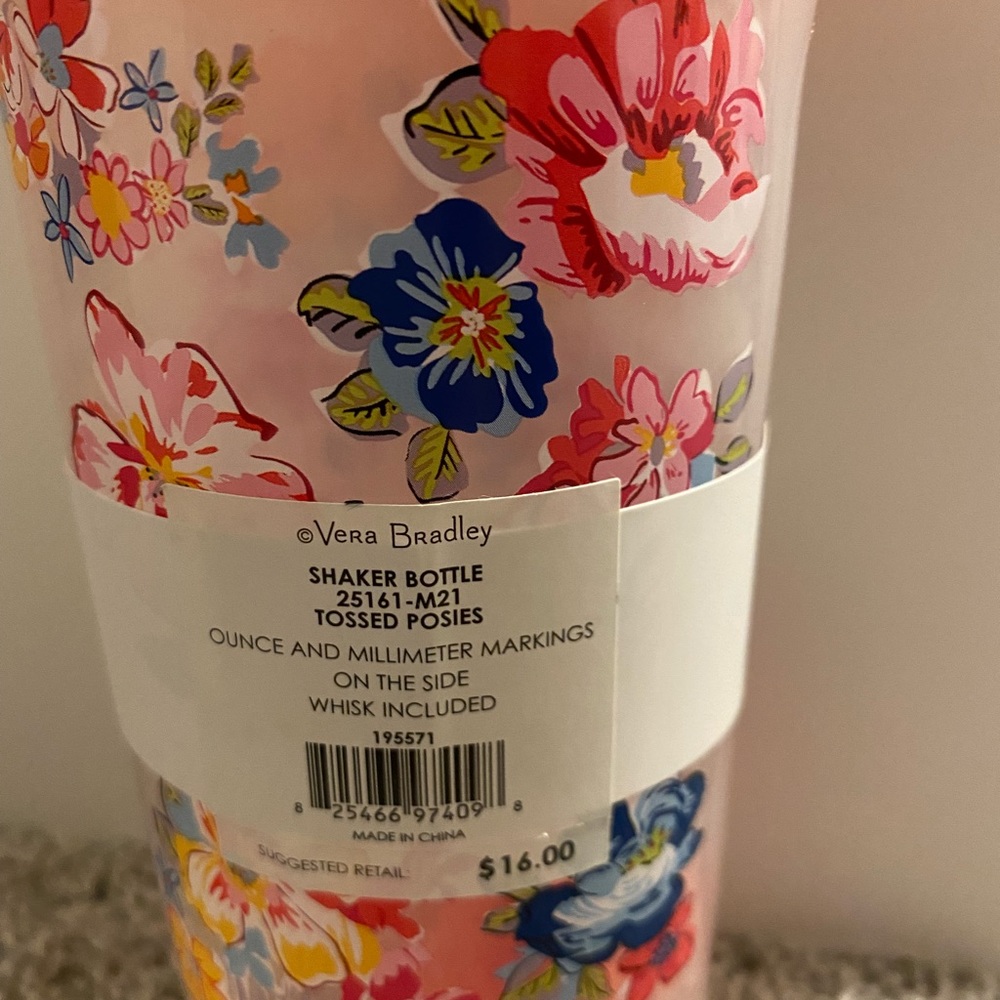 ©Vera Bradley
SHAKER BOTTLE
25161-M21
TOSSED POSIES
OUNCE AND MILLIMETER MARKINGS
ON THE SIDE
WHISK INCLUDED
195571
8 25466 97409 8
MADE IN CHINA
SUGGESTED RETAIL: $16.00